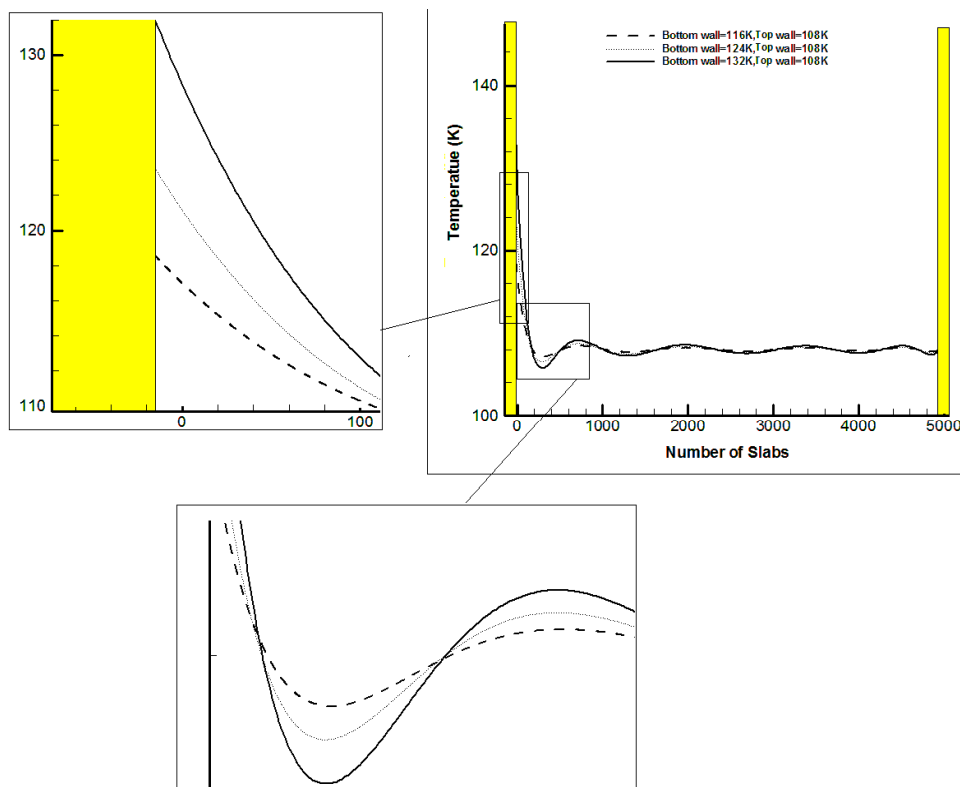 130
120
110
0
100
Bottom wall=116K,Top wall=108K
Bottom wall=124K,Top wall=108K
Bottom wall=132K,Top wall=108K
140
120
100
Temperatue (K)
0
1000
2000
3000
4000
5000
Number of Slabs